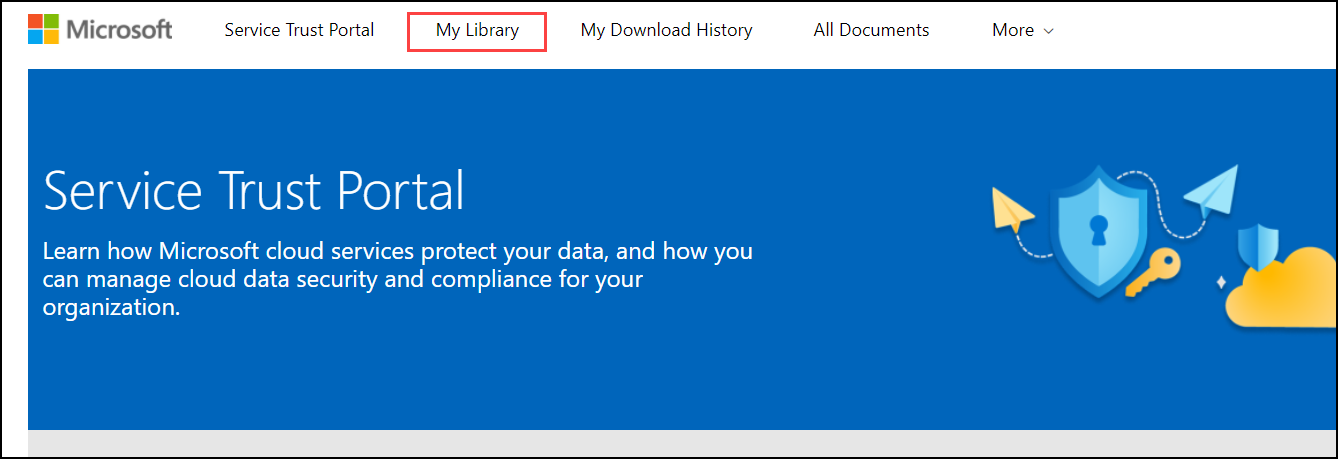 Microsoft Service Trust Portal My Library My Download History All Documents More
Service Trust Portal
Learn how Microsoft cloud services protect your data, and how you
can manage cloud data security and compliance for your
organization.